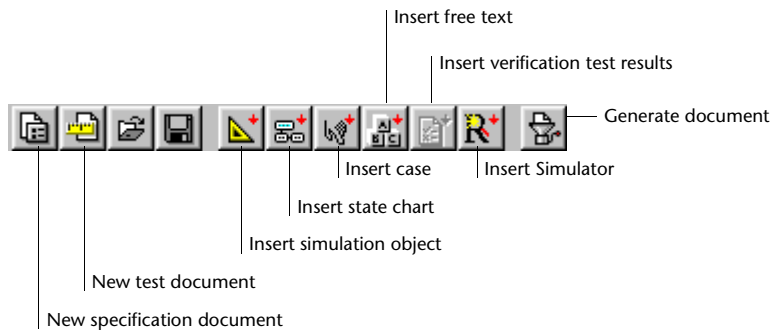 Insert free text
Insert verification test results
Generate document
Insert case
Insert Simulator
Insert state chart
Insert simulation object
New test document
New specification document
A
B C
R